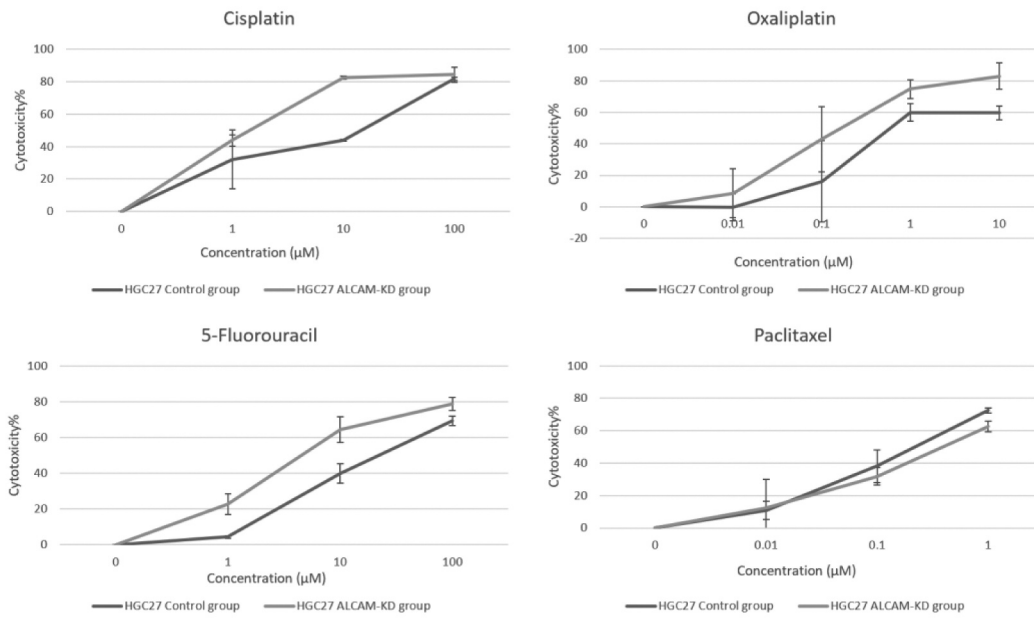 Cisplatin
100
80
60
40
20
0
Cytotoxicity%
0 1 10 100
Concentration (μM)
HGC27 Control group HGC27 ALCAM-KD group
Oxaliplatin
100
80
60
40
20
0
-20
Cytotoxicity%
0 0.01 0.1 1 10
Concentration (μM)
HGC27 Control group HGC27 ALCAM-KD group
5-Fluorouracil
100
80
60
40
20
0
Cytotoxicity%
0 1 10 100
Concentration (μM)
HGC27 Control group HGC27 ALCAM-KD group
Paclitaxel
100
80
60
40
20
0
Cytotoxicity%
0 0.01 0.1 1
Concentration (μM)
HGC27 Control group HGC27 ALCAM-KD group